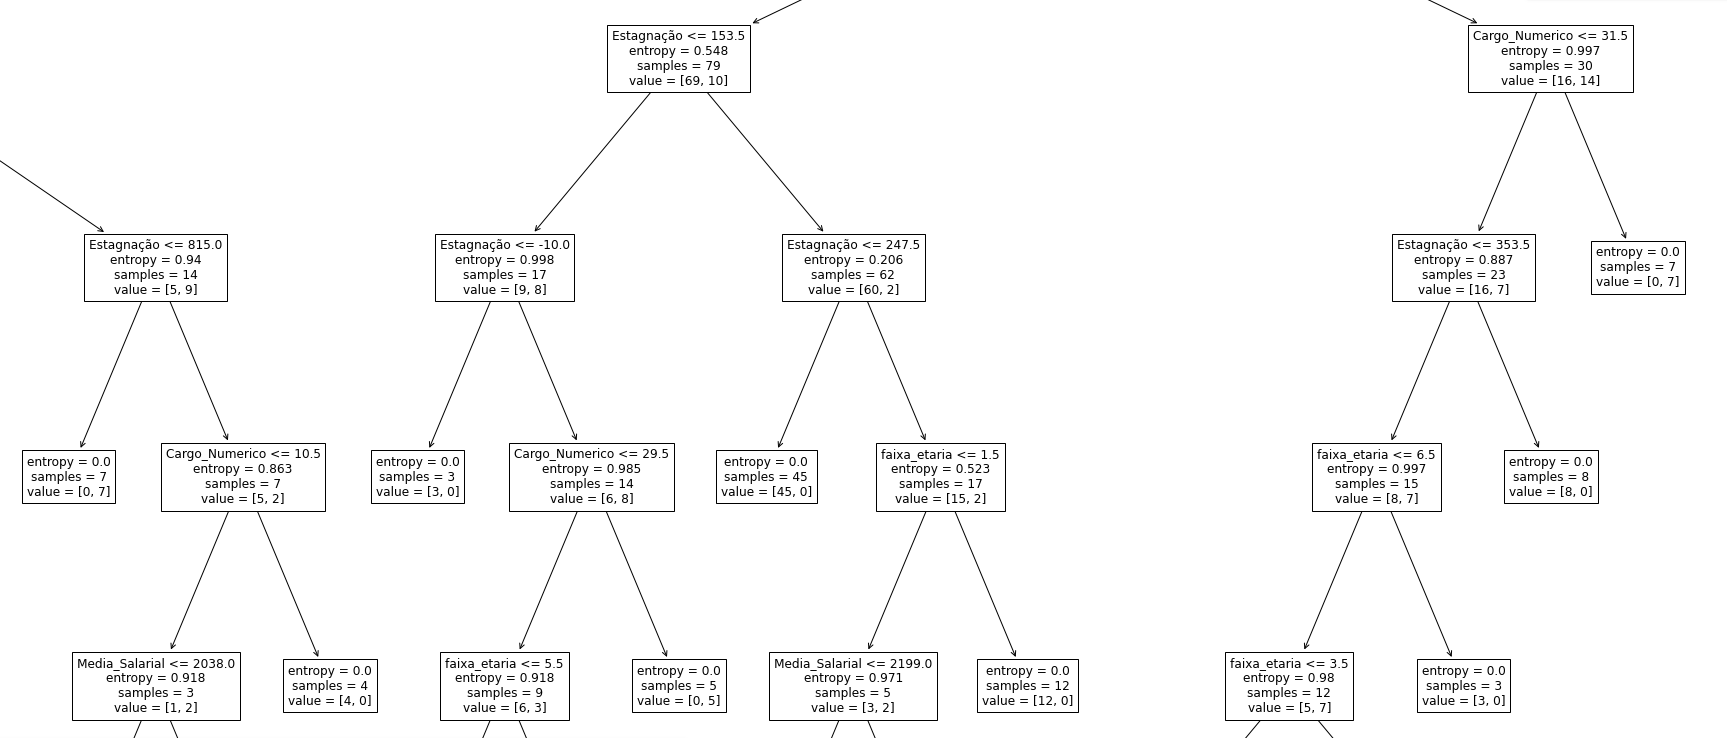 Estagnação <= 153.5
entropy = 0.548
samples = 79
value = [69, 10]
Cargo_Numerico <= 31.5
entropy = 0.997
samples = 30
value = [16, 14]
Estagnação <= 815.0
entropy = 0.94
samples = 14
value = [5, 9]
Estagnação <= -10.0
entropy = 0.998
samples = 17
value = [9, 8]
Estagnação <= 247.5
entropy = 0.206
samples = 62
value = [60, 2]
Estagnação <= 353.5
entropy = 0.887
samples = 23
value = [16, 7]
entropy = 0.0
samples = 7
value = [0, 7]
entropy = 0.0
samples = 7
value = [0, 7]
Cargo_Numerico <= 10.5
entropy = 0.863
samples = 7
value = [5, 2]
entropy = 0.0
samples = 3
value = [3, 0]
Cargo_Numerico <= 29.5
entropy = 0.985
samples = 14
value = [6, 8]
entropy = 0.0
samples = 45
value = [45, 0]
faixa_etaria <= 1.5
entropy = 0.523
samples = 17
value = [15, 2]
faixa_etaria <= 6.5
entropy = 0.997
samples = 15
value = [8, 7]
entropy = 0.0
samples = 8
value = [8, 0]
Media_Salarial <= 2038.0
entropy = 0.918
samples = 3
value = [1, 2]
entropy = 0.0
samples = 4
value = [4, 0]
faixa_etaria <= 5.5
entropy = 0.918
samples = 9
value = [6, 3]
entropy = 0.0
samples = 5
value = [0, 5]
Media_Salarial <= 2199.0
entropy = 0.971
samples = 5
value = [3, 2]
entropy = 0.0
samples = 12
value = [12, 0]
faixa_etaria <= 3.5
entropy = 0.98
samples = 12
value = [5, 7]
entropy = 0.0
samples = 3
value = [3, 0]